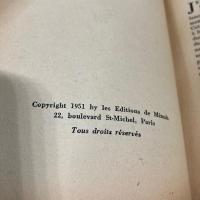 Copyright 1951 by les Editions de Minuit
22, boulevard St-Michel, Paris
Tous droits réservés